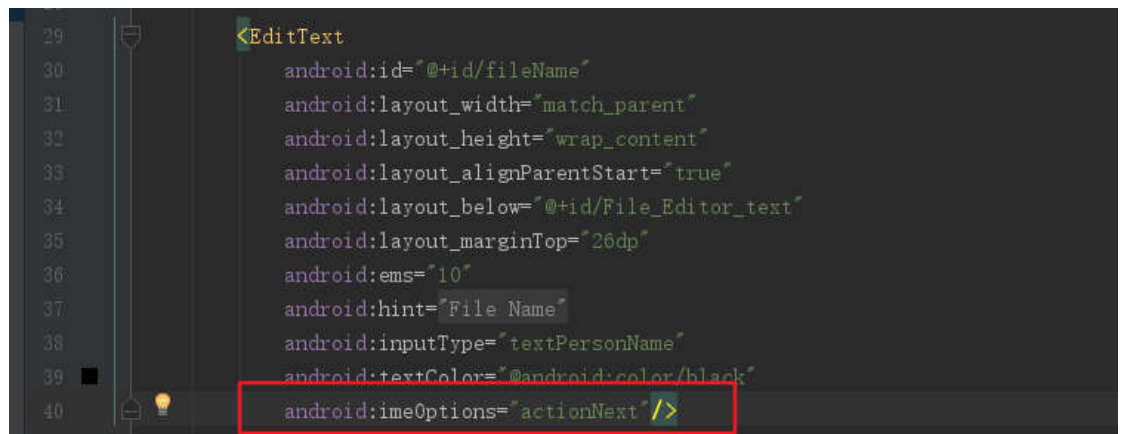 29 <EditText
30 android:id="@+id/fileName"
31 android:layout_width="match_parent"
32 android:layout_height="wrap_content"
33 android:layout_alignParentStart="true"
34 android:layout_below="@+id/File_Editor_text"
35 android:layout_marginTop="26dp"
36 android:ems="10"
37 android:hint="File Name"
38 android:inputType="textPersonName"
39 android:textColor="@android:color/black"
40 android:imeOptions="actionNext"/>